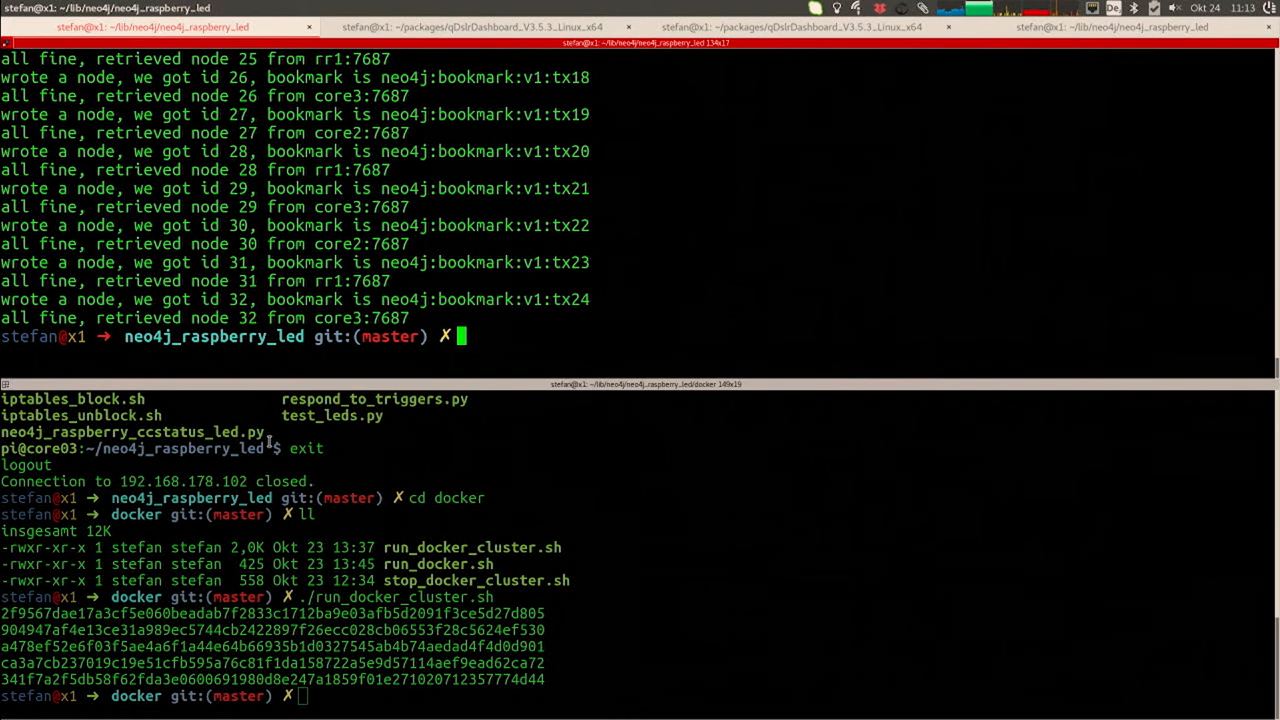 stefan@x1: ~/lib/neo4j/neo4j_raspberry_led
De
Okt 24 11:13
stefan@x1: ~/lib/neo4j/neo4j_raspberry_led × stefan@x1: ~/packages/qDslrDashboard_V3.5.3_Linux_x64 × stefan@x1: ~/packages/qDslrDashboard_V3.5.3_Linux_x64 × stefan@x1: ~/lib/neo4j/neo4j_raspberry_led ×
stefan@x1: ~/lib/neo4j/neo4j_raspberry_led 134x17
all fine, retrieved node 25 from rr1:7687
wrote a node, we got id 26, bookmark is neo4j:bookmark:v1:tx18
all fine, retrieved node 26 from core3:7687
wrote a node, we got id 27, bookmark is neo4j:bookmark:v1:tx19
all fine, retrieved node 27 from core2:7687
wrote a node, we got id 28, bookmark is neo4j:bookmark:v1:tx20
all fine, retrieved node 28 from rr1:7687
wrote a node, we got id 29, bookmark is neo4j:bookmark:v1:tx21
all fine, retrieved node 29 from core3:7687
wrote a node, we got id 30, bookmark is neo4j:bookmark:v1:tx22
all fine, retrieved node 30 from core2:7687
wrote a node, we got id 31, bookmark is neo4j:bookmark:v1:tx23
all fine, retrieved node 31 from rr1:7687
wrote a node, we got id 32, bookmark is neo4j:bookmark:v1:tx24
all fine, retrieved node 32 from core3:7687
stefan@x1 ➜ neo4j_raspberry_led git:(master) ✗
stefan@x1: ~/lib/neo4j/neo4j_raspberry_led/docker 149x19
iptables_block.sh respond_to_triggers.py
iptables_unblock.sh test_leds.py
neo4j_raspberry_ccstatus_led.py
pi@core03:~/neo4j_raspberry_led $ exit
logout
Connection to 192.168.178.102 closed.
stefan@x1 ➜ neo4j_raspberry_led git:(master) ✗ cd docker
stefan@x1 ➜ docker git:(master) ✗ ll
insgesamt 12K
-rwxr-xr-x 1 stefan stefan 2,0K Okt 23 13:37 run_docker_cluster.sh
-rwxr-xr-x 1 stefan stefan 425 Okt 23 13:45 run_docker.sh
-rwxr-xr-x 1 stefan stefan 558 Okt 23 12:34 stop_docker_cluster.sh
stefan@x1 ➜ docker git:(master) ✗ ./run_docker_cluster.sh
2f9567dae17a3cf5e060beadab7f2833c1712ba9e03afb5d2091f3ce5d27d805
904947af4e13ce31a989ec5744cb2422897f26ecc028cb06553f28c5624ef530
a478ef52e6f03f5ae4a6f1a44e64b66935b1d0327545ab4b74aedad4f4d0d901
ca3a7cb237019c19e51cfb595a76c81f1da158722a5e9d57114aef9ead62ca72
341f7a2f5db58f62fda3e0600691980d8e247a1859f01e271020712357774d44
stefan@x1 ➜ docker git:(master) ✗